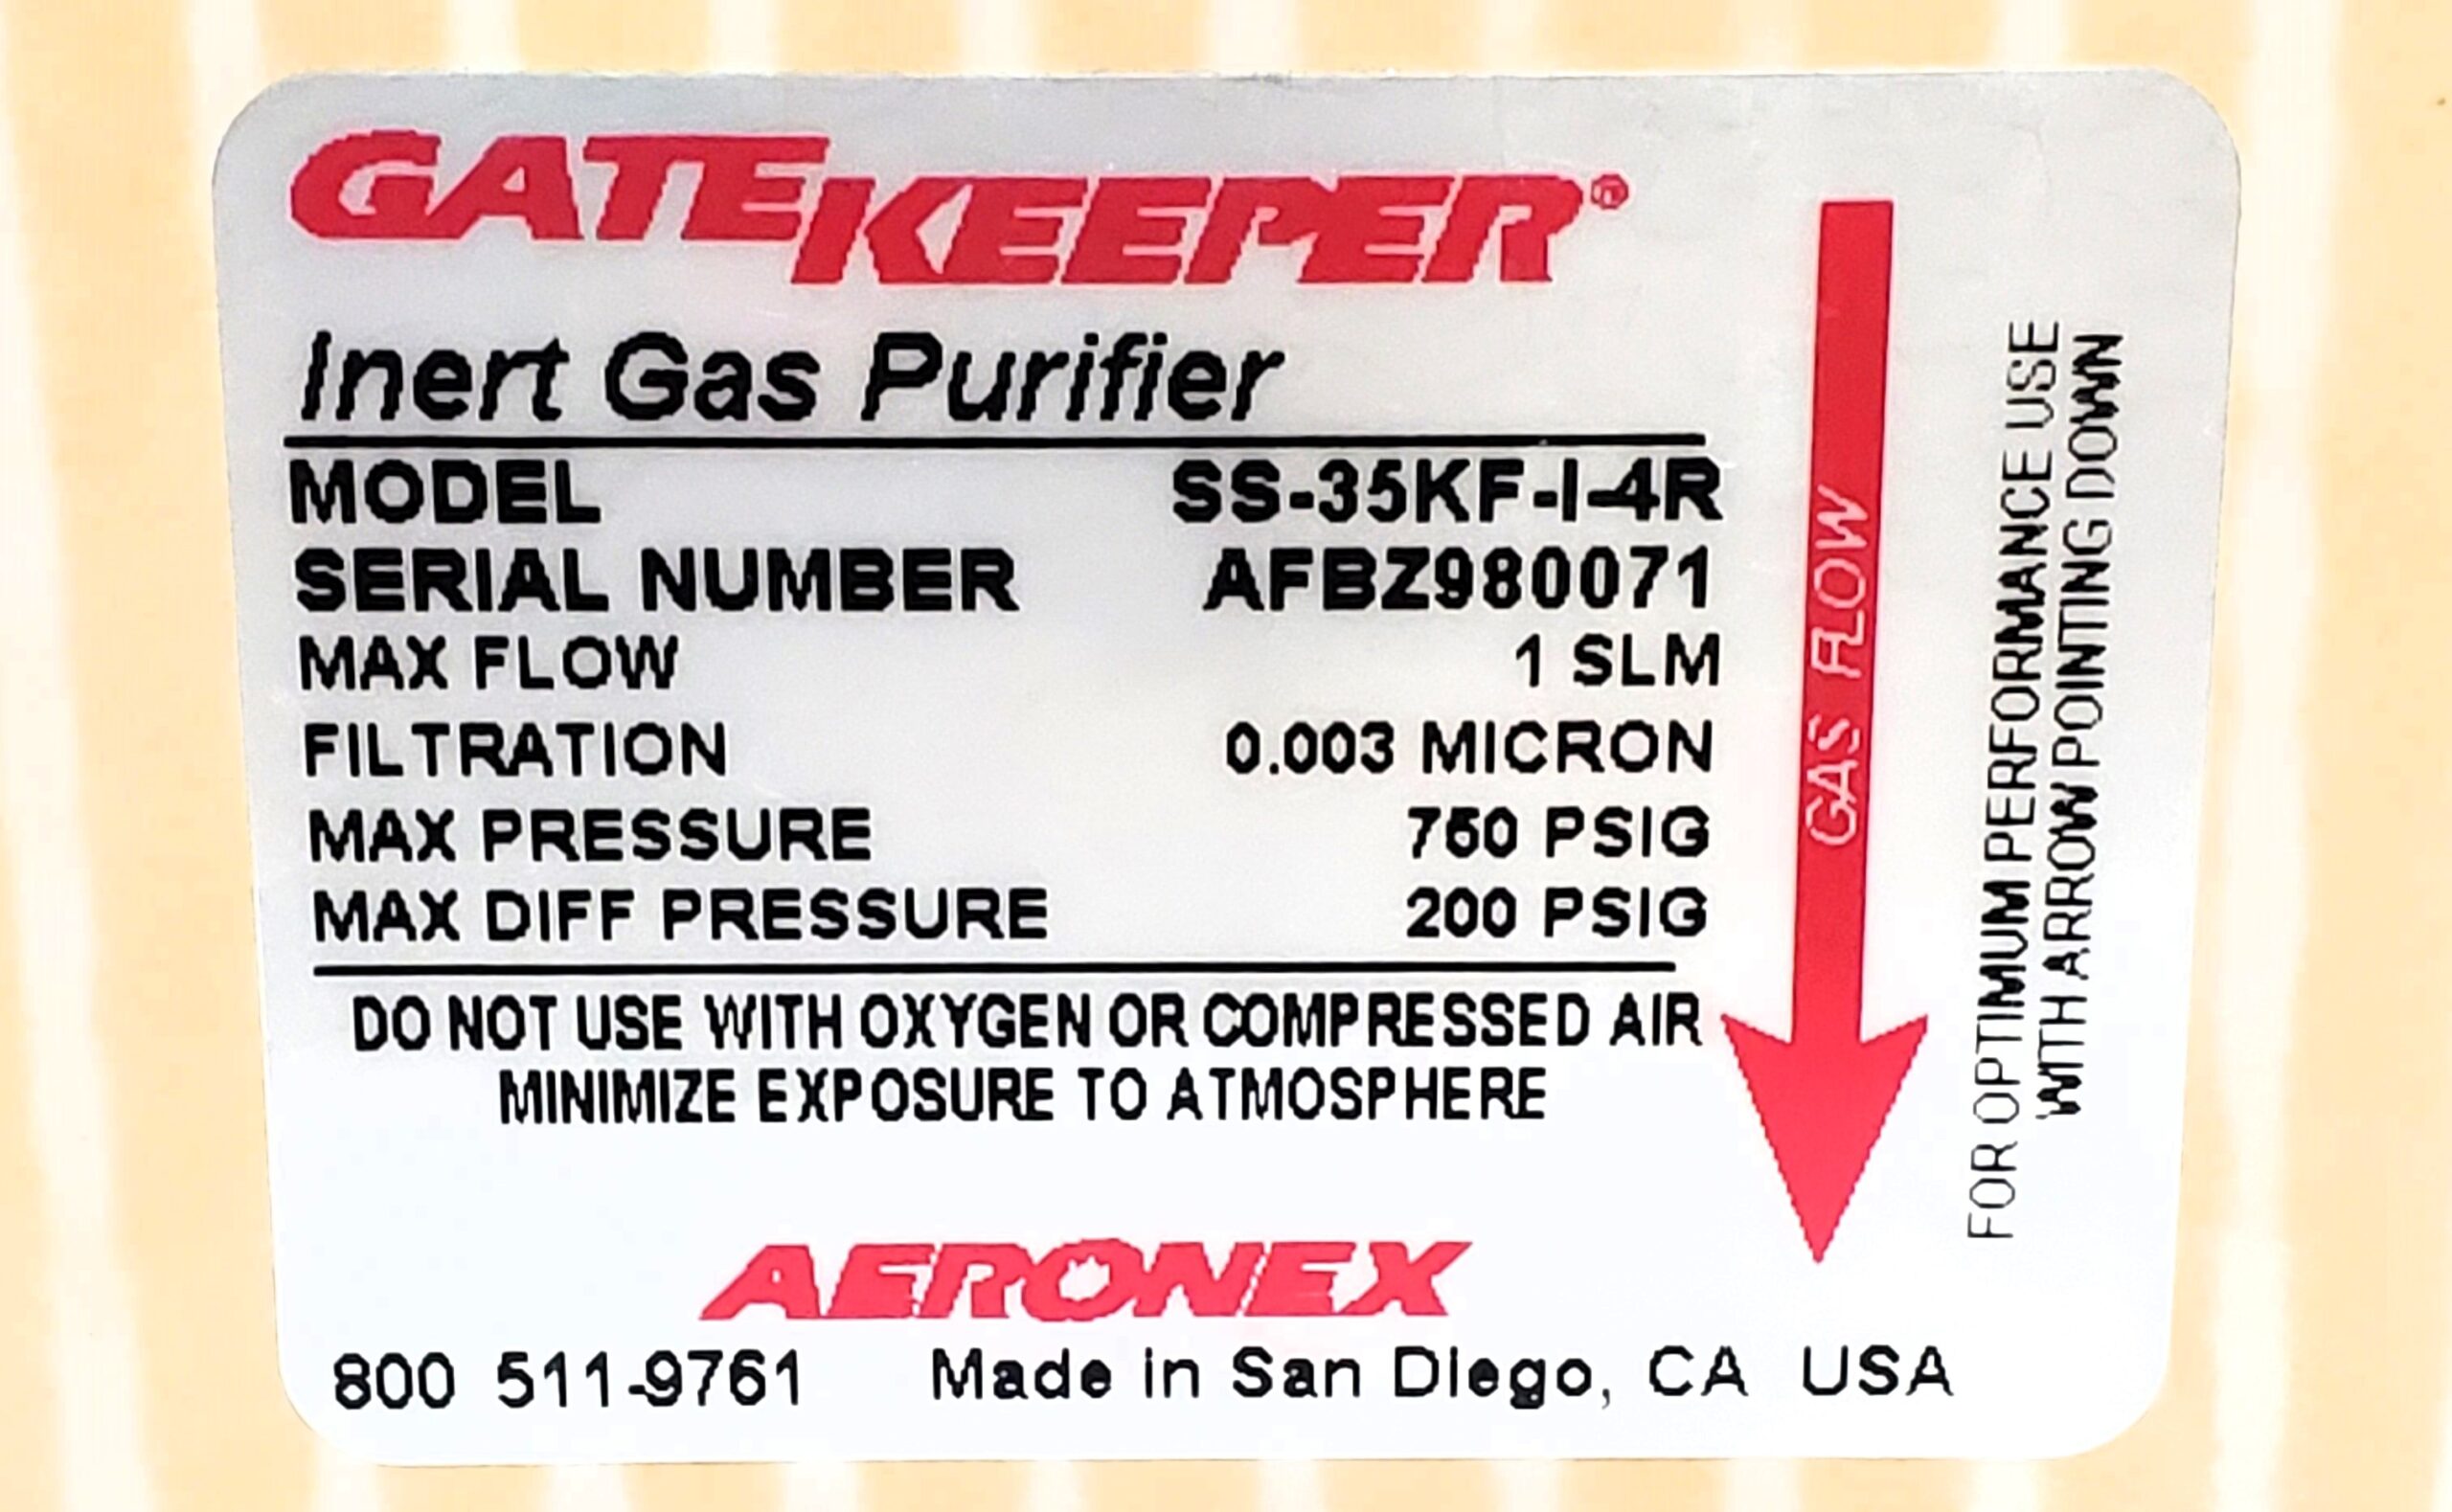 GATEKEEPER®
Inert Gas Purifier
MODEL SS-35KF-I-4R
SERIAL NUMBER AFBZ980071
MAX FLOW 1 SLM
FILTRATION 0.003 MICRON
MAX PRESSURE 750 PSIG
MAX DIFF PRESSURE 200 PSIG
DO NOT USE WITH OXYGEN OR COMPRESSED AIR
MINIMIZE EXPOSURE TO ATMOSPHERE
AERONEX
800 511-9761 Made in San Diego, CA USA
GAS FLOW
FOR OPTIMUM PERFORMANCE USE
WITH ARROW POINTING DOWN